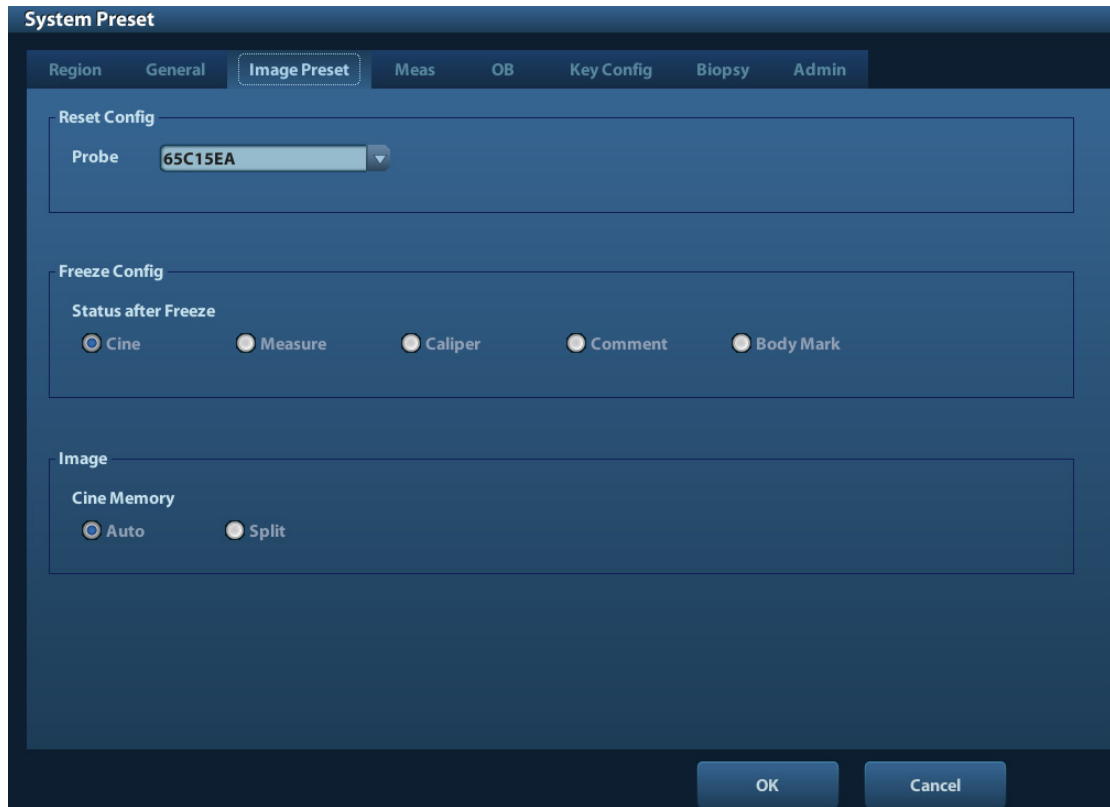 System Preset
Region General Image Preset Meas OB Key Config Biopsy Admin
Reset Config
Probe 65C15EA
Freeze Config
Status after Freeze
Cine Measure Caliper Comment Body Mark
Image
Cine Memory
Auto Split
OK Cancel